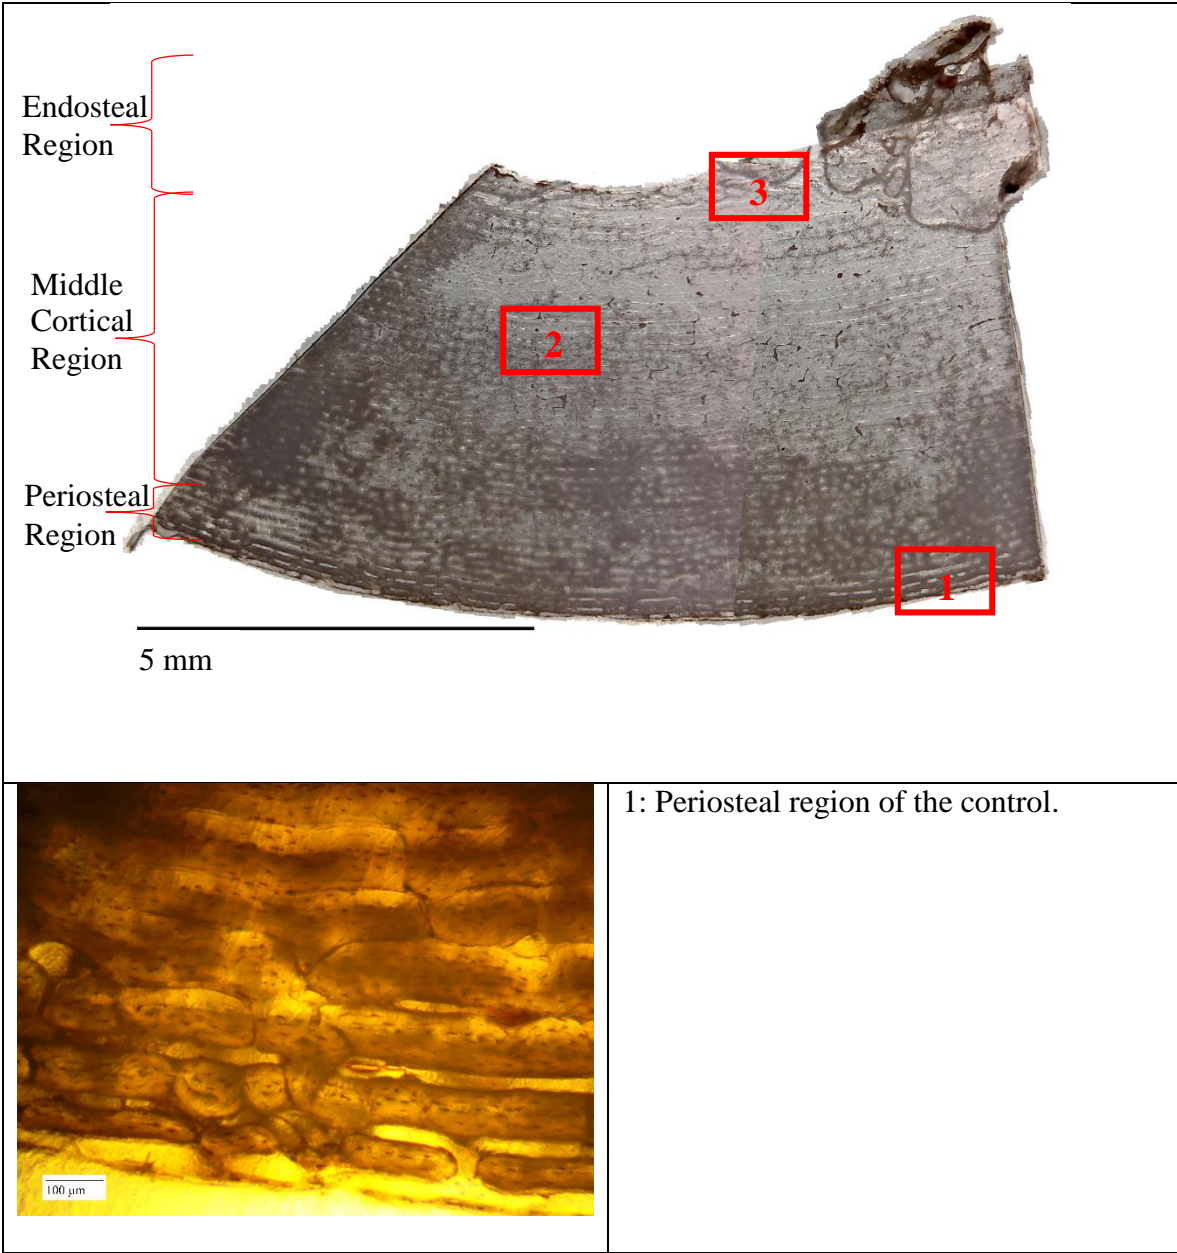 Endosteal
Region
3
Middle
Cortical
Region
2
Periosteal
Region
1
5 mm
1: Periosteal region of the control.
100 μm